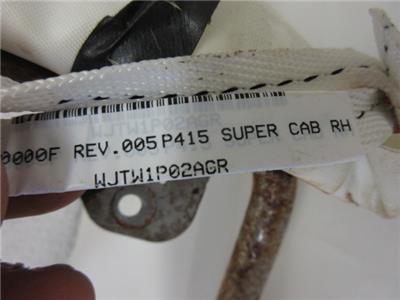 0000F REV.005 P415 SUPER CAB RH
WJTW1P02AGR